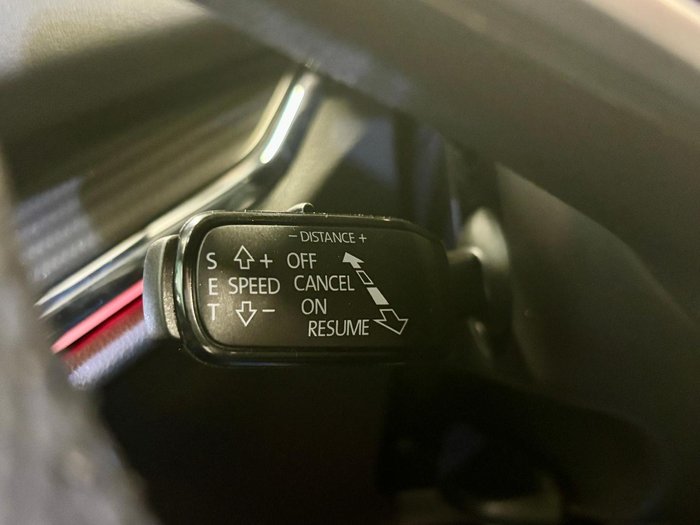 - DISTANCE +
S + OFF
E SPEED CANCEL
T - ON
RESUME